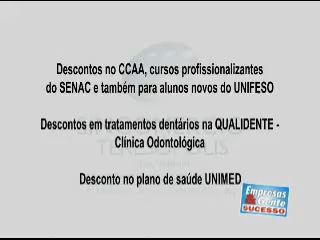 Descontos no CCAA, cursos profissionalizantes
do SENAC e também para alunos novos do UNIFESO
Descontos em tratamentos dentários na QUALIDENTE -
Clínica Odontológica
TERESÓPOLIS
Desconto no plano de saúde UNIMED
Empresas
& Gente
SUCESSO